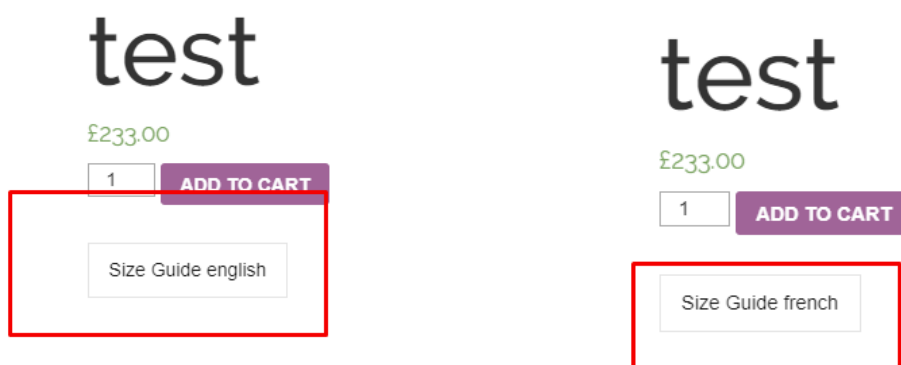 test
£233.00
1
ADD TO CART
Size Guide english
test
£233.00
1
ADD TO CART
Size Guide french